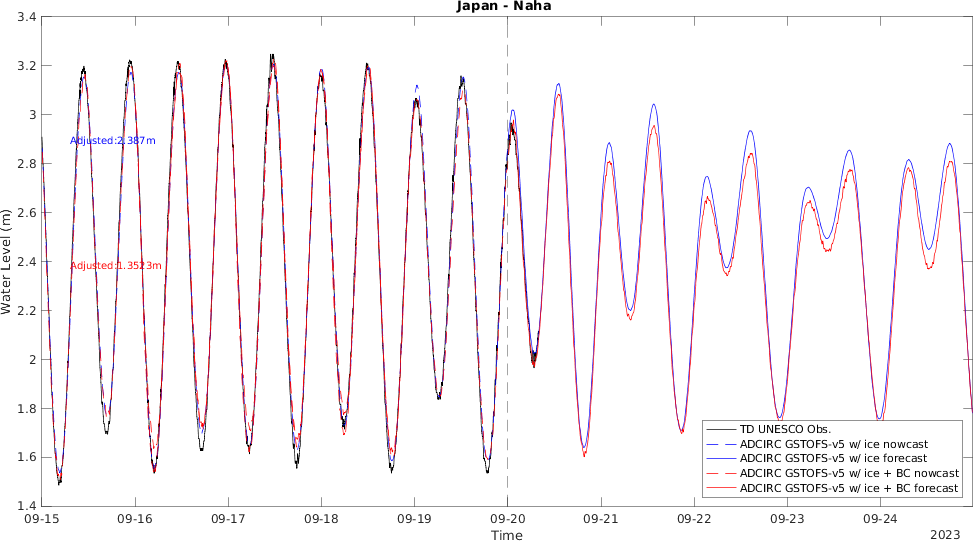 Japan - Naha
3.4
3.2
3
2.8
2.6
2.4
2.2
2
1.8
1.6
1.4
Water Level (m)
Adjusted:2.387m
Adjusted:1.3523m
TD UNESCO Obs.
ADCIRC GSTOFS-v5 w/ ice nowcast
ADCIRC GSTOFS-v5 w/ ice forecast
ADCIRC GSTOFS-v5 w/ ice + BC nowcast
ADCIRC GSTOFS-v5 w/ ice + BC forecast
09-15 09-16 09-17 09-18 09-19 09-20 09-21 09-22 09-23 09-24
Time
2023